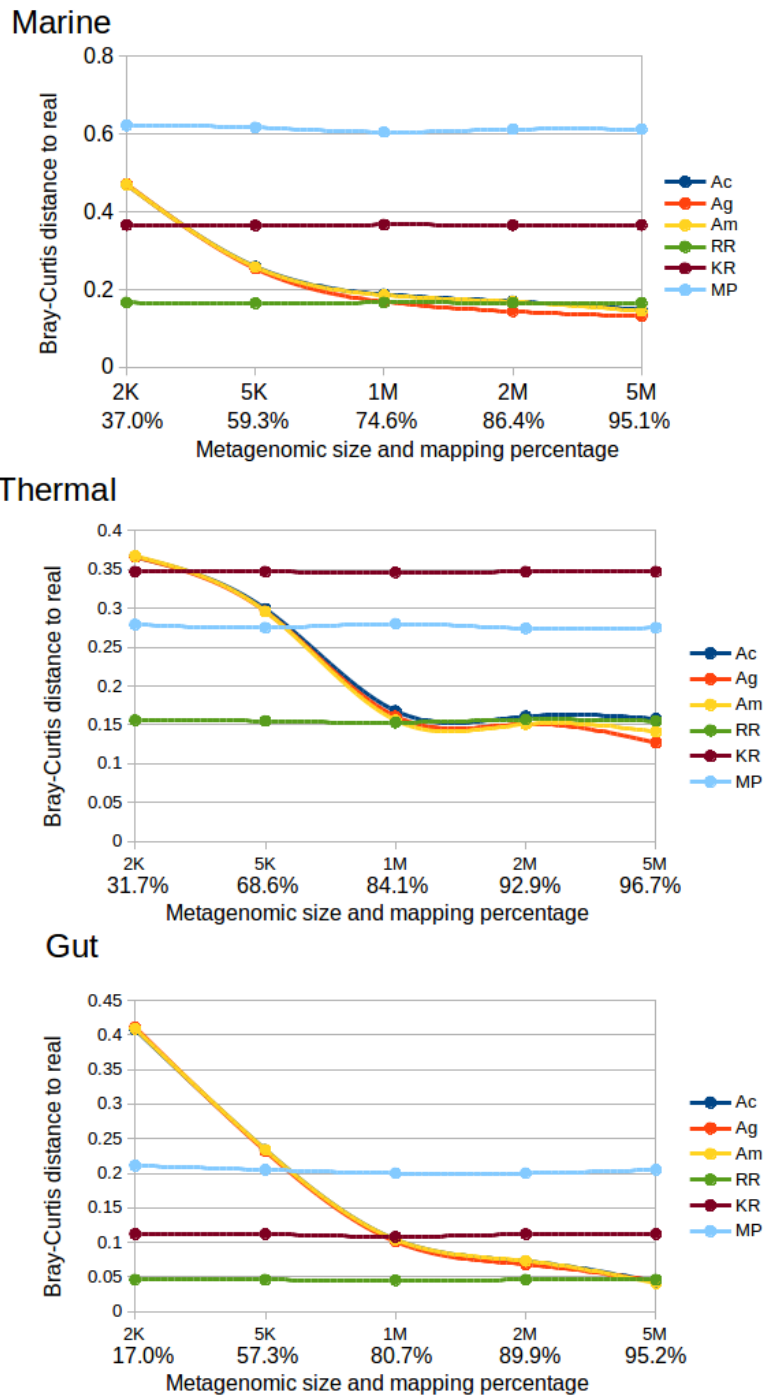 Marine
Bray-Curtis distance to real
0.8
0.6
0.4
0.2
0
2K 5K 1M 2M 5M
37.0% 59.3% 74.6% 86.4% 95.1%
Metagenomic size and mapping percentage
Ac
Ag
Am
RR
KR
MP
Thermal
Bray-Curtis distance to real
0.4
0.35
0.3
0.25
0.2
0.15
0.1
0.05
0
2K 5K 1M 2M 5M
31.7% 68.6% 84.1% 92.9% 96.7%
Metagenomic size and mapping percentage
Ac
Ag
Am
RR
KR
MP
Gut
Bray-Curtis distance to real
0.45
0.4
0.35
0.3
0.25
0.2
0.15
0.1
0.05
0
2K 5K 1M 2M 5M
17.0% 57.3% 80.7% 89.9% 95.2%
Metagenomic size and mapping percentage
Ac
Ag
Am
RR
KR
MP